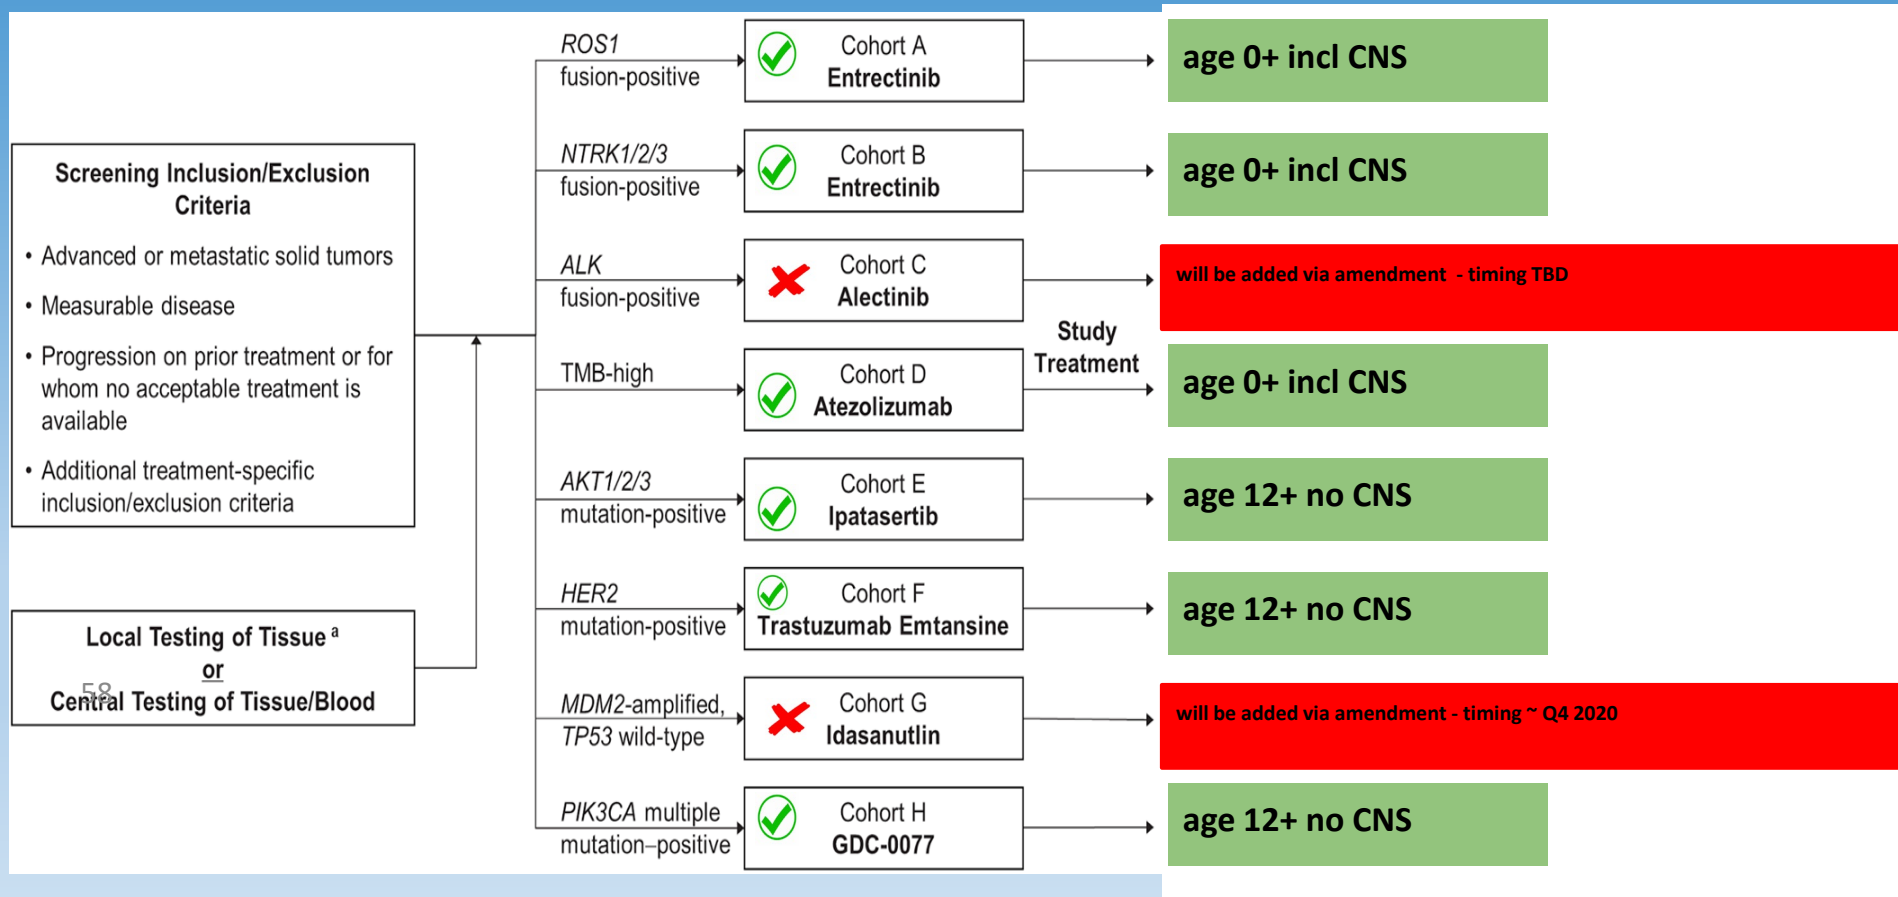 Screening Inclusion/Exclusion
Criteria
• Advanced or metastatic solid tumors
• Measurable disease
• Progression on prior treatment or for
whom no acceptable treatment is
available
• Additional treatment-specific
inclusion/exclusion criteria
Local Testing of Tissue a
or
Central Testing of Tissue/Blood
58
ROS1
fusion-positive
Cohort A
Entrectinib
age 0+ incl CNS
NTRK1/2/3
fusion-positive
Cohort B
Entrectinib
age 0+ incl CNS
ALK
fusion-positive
Cohort C
Alectinib
will be added via amendment - timing TBD
Study
Treatment
TMB-high
Cohort D
Atezolizumab
age 0+ incl CNS
AKT1/2/3
mutation-positive
Cohort E
Ipatasertib
age 12+ no CNS
HER2
mutation-positive
Cohort F
Trastuzumab Emtansine
age 12+ no CNS
MDM2-amplified,
TP53 wild-type
Cohort G
Idasanutlin
will be added via amendment - timing ~ Q4 2020
PIK3CA multiple
mutation–positive
Cohort H
GDC-0077
age 12+ no CNS